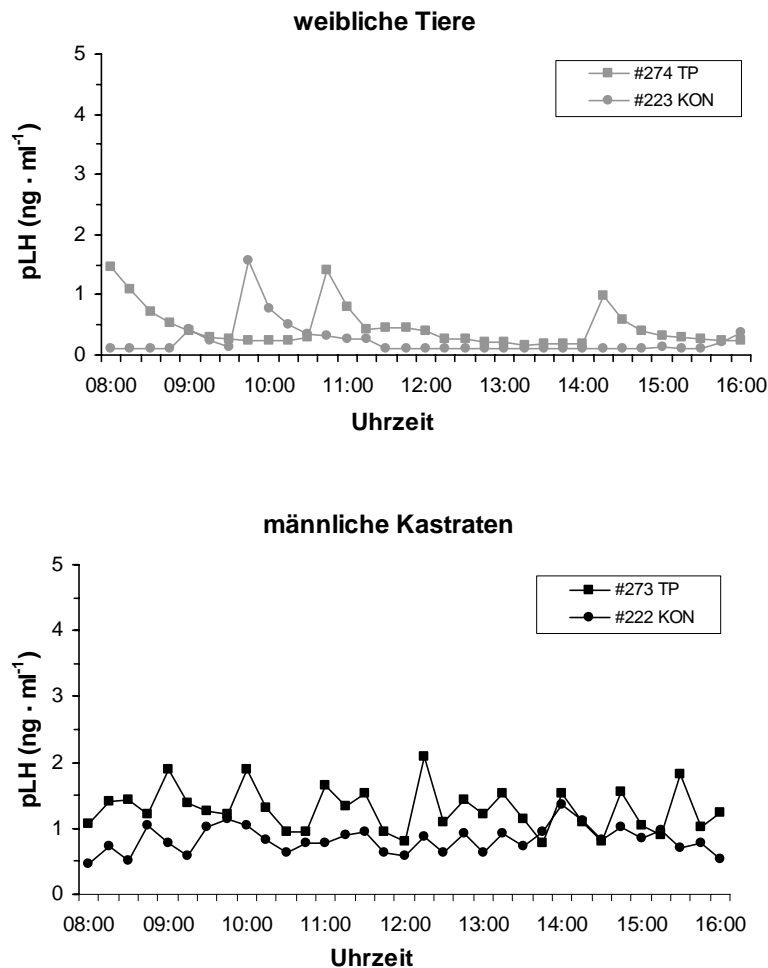 weibliche Tiere
5
4
3
2
1
0
pLH (ng · ml⁻¹)
#274 TP
#223 KON
08:00 09:00 10:00 11:00 12:00 13:00 14:00 15:00 16:00
Uhrzeit
männliche Kastraten
5
4
3
2
1
0
pLH (ng · ml⁻¹)
#273 TP
#222 KON
08:00 09:00 10:00 11:00 12:00 13:00 14:00 15:00 16:00
Uhrzeit